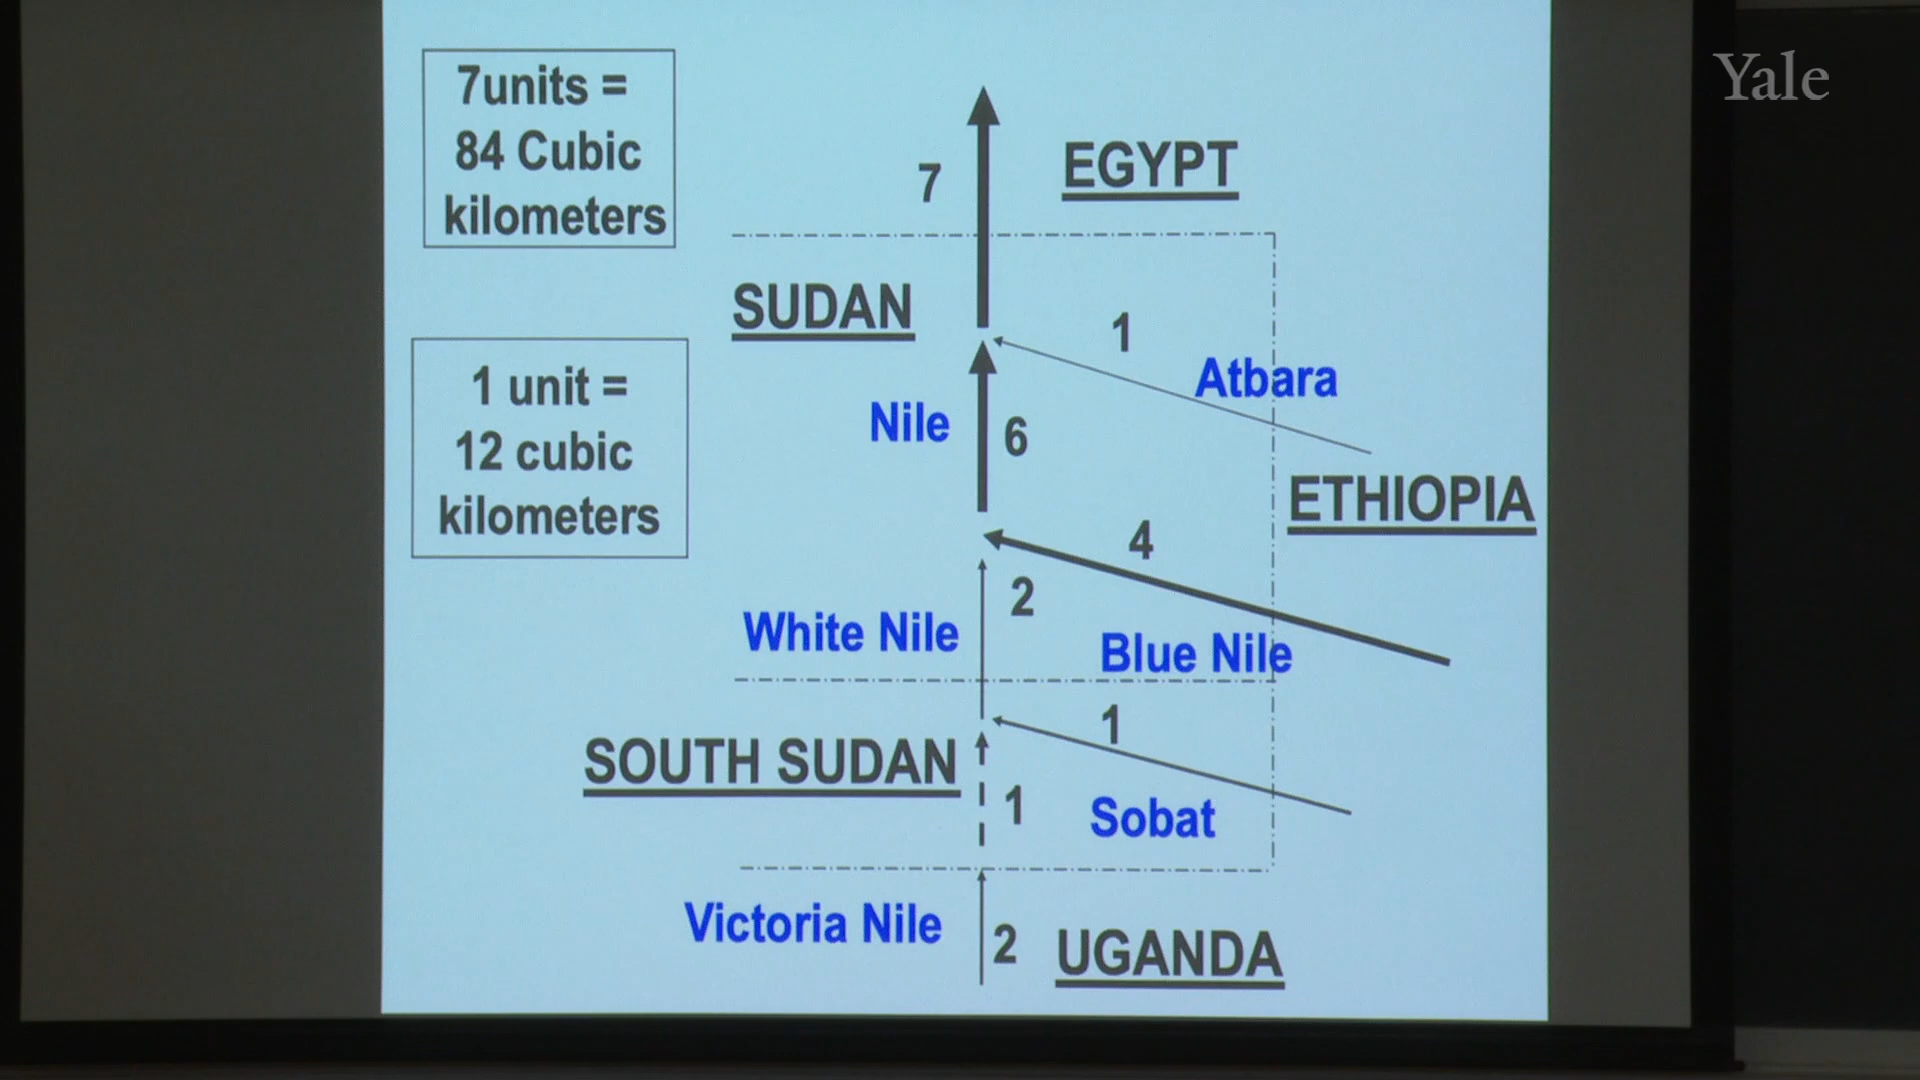 Yale
7units =
84 Cubic
kilometers
7
EGYPT
SUDAN
1
Atbara
1 unit =
12 cubic
kilometers
Nile
6
ETHIOPIA
4
2
White Nile
Blue Nile
1
SOUTH SUDAN
1
Sobat
Victoria Nile
2
UGANDA